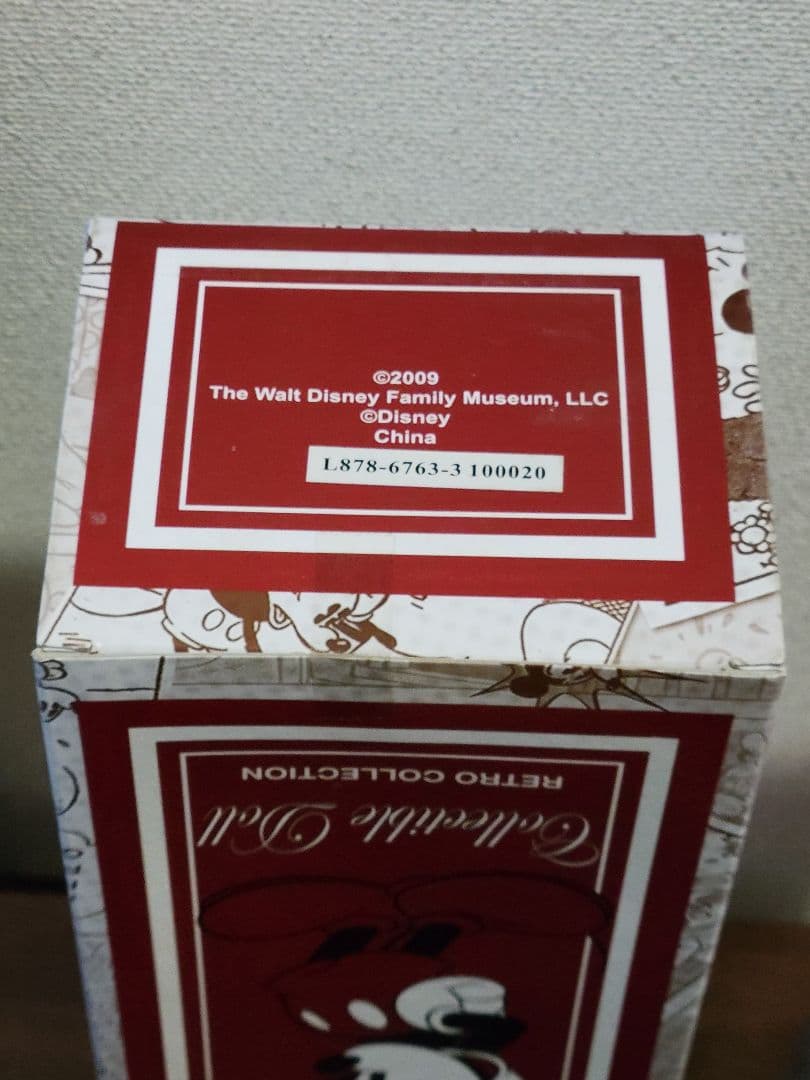 ©2009
The Walt Disney Family Museum, LLC
©Disney
China
L878-6763-3 100020
RETRO COLLECTION
Collectible Doll